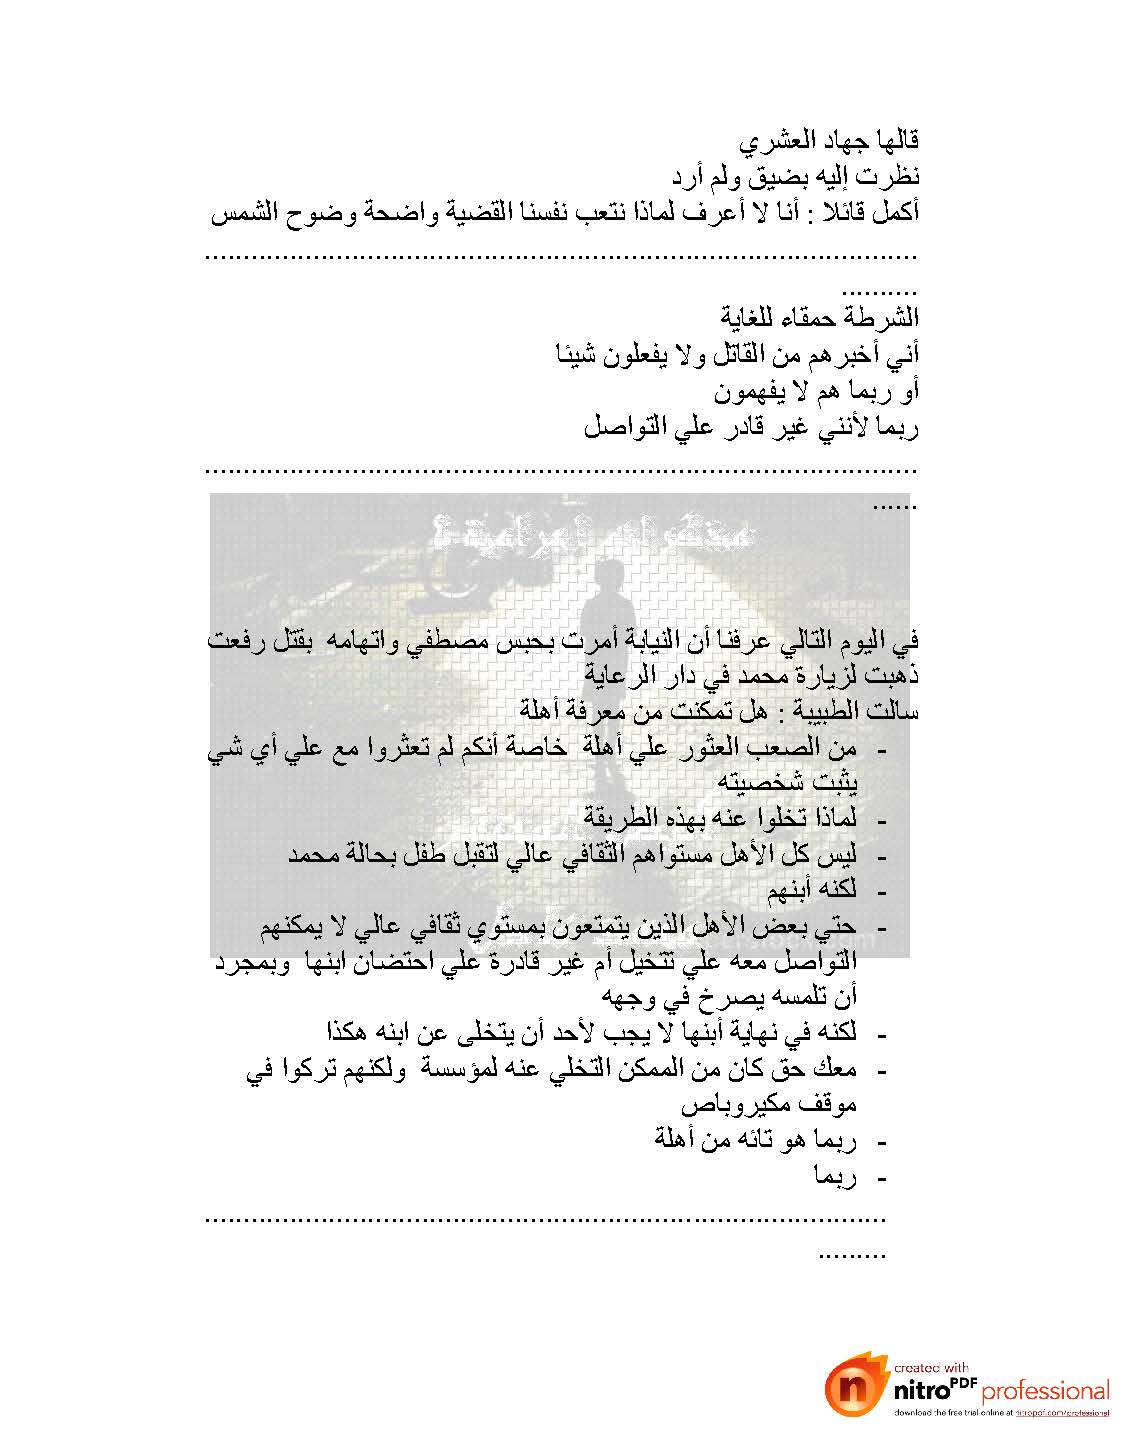 قالها جهاد العشري
نظرت إليه بضيق ولم أرد
أكمل قائلا : أنا لا أعرف لماذا نتعب نفسنا القضية واضحة وضوح الشمس
............................................................................................
..........
الشرطة حمقاء للغاية
أني أخبرهم من القاتل ولا يفعلون شيئا
أو ربما هم لا يفهمون
ربما لأنني غير قادر علي التواصل
............................................................................................
......
في اليوم التالي عرفنا أن النيابة أمرت بحبس مصطفي واتهامه بقتل رفعت
ذهبت لزيارة محمد في دار الرعاية
سالت الطبيبة : هل تمكنت من معرفة أهلة
- من الصعب العثور علي أهلة خاصة أنكم لم تعثروا مع علي أي شي
يثبت شخصيته
- لماذا تخلوا عنه بهذه الطريقة
- ليس كل الأهل مستواهم الثقافي عالي لتقبل طفل بحالة محمد
- لكنه أبنهم
- حتي بعض الأهل الذين يتمتعون بمستوي ثقافي عالي لا يمكنهم
التواصل معه علي تتخيل أم غير قادرة علي احتضان ابنها وبمجرد
أن تلمسه يصرخ في وجهه
- لكنه في نهاية أبنها لا يجب لأحد أن يتخلى عن ابنه هكذا
- معك حق كان من الممكن التخلي عنه لمؤسسة ولكنهم تركوا في
موقف مكيروباص
- ربما هو تائه من أهلة
- ربما
........................................................................................
.........
created with
nitroPDF professional
download the free trial online at nitropdf.com/professional